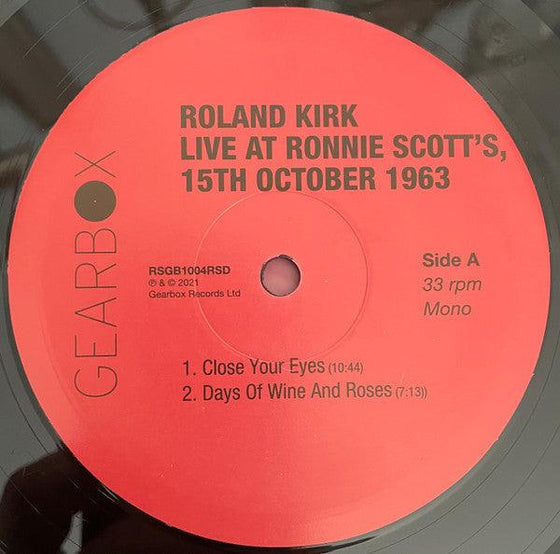 ROLAND KIRK
LIVE AT RONNIE SCOTT'S,
15TH OCTOBER 1963
GEARBOX
RSGB1004RSD
℗ & © 2021
Gearbox Records Ltd
Side A
33 rpm
Mono
1. Close Your Eyes (10:44)
2. Days Of Wine And Roses (7:13))